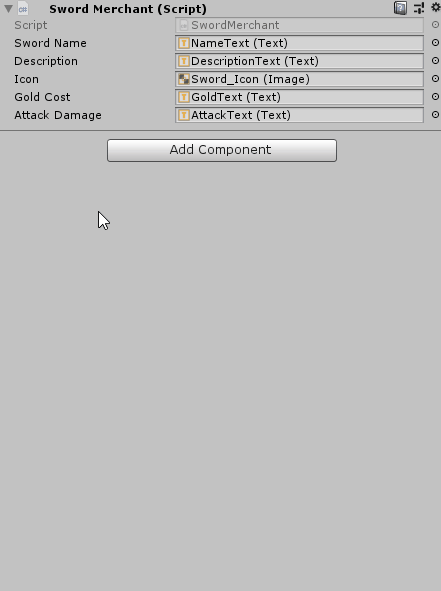 Sword Merchant (Script)
Script SwordMerchant
Sword Name NameText (Text)
Description DescriptionText (Text)
Icon Sword_Icon (Image)
Gold Cost GoldText (Text)
Attack Damage AttackText (Text)
Add Component